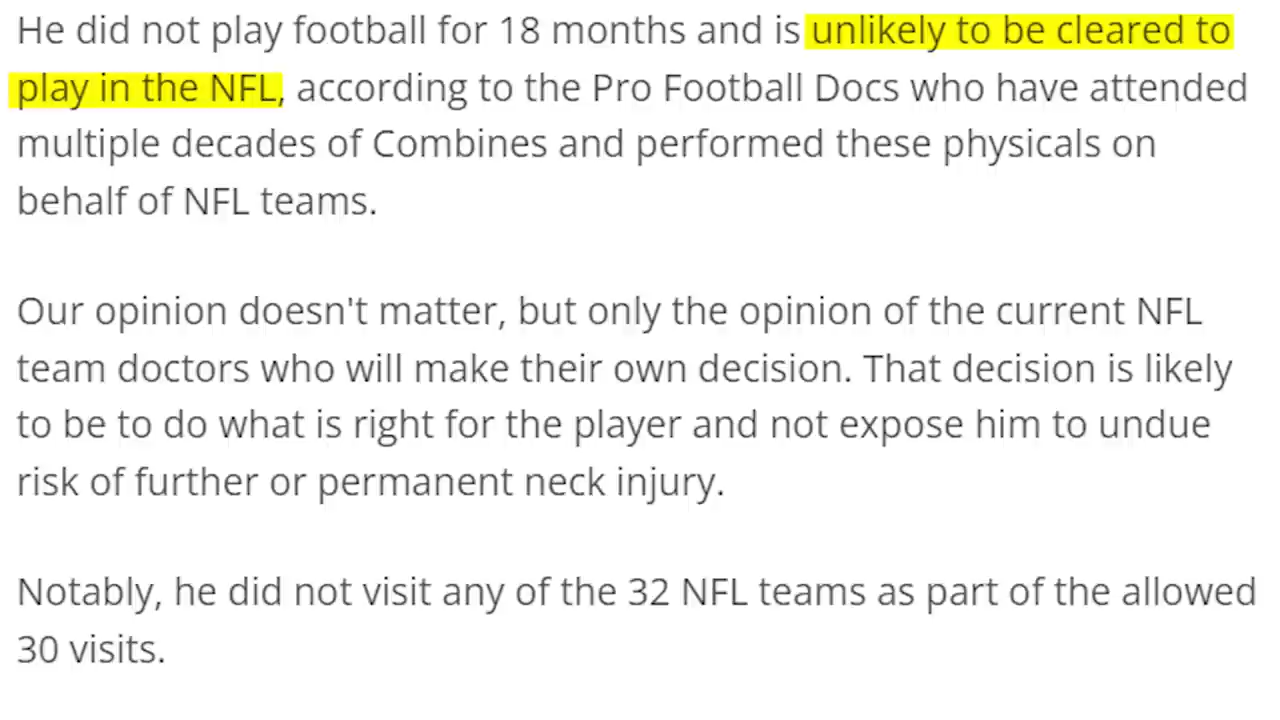 He did not play football for 18 months and is unlikely to be cleared to
play in the NFL, according to the Pro Football Docs who have attended
multiple decades of Combines and performed these physicals on
behalf of NFL teams.
Our opinion doesn't matter, but only the opinion of the current NFL
team doctors who will make their own decision. That decision is likely
to be to do what is right for the player and not expose him to undue
risk of further or permanent neck injury.
Notably, he did not visit any of the 32 NFL teams as part of the allowed
30 visits.